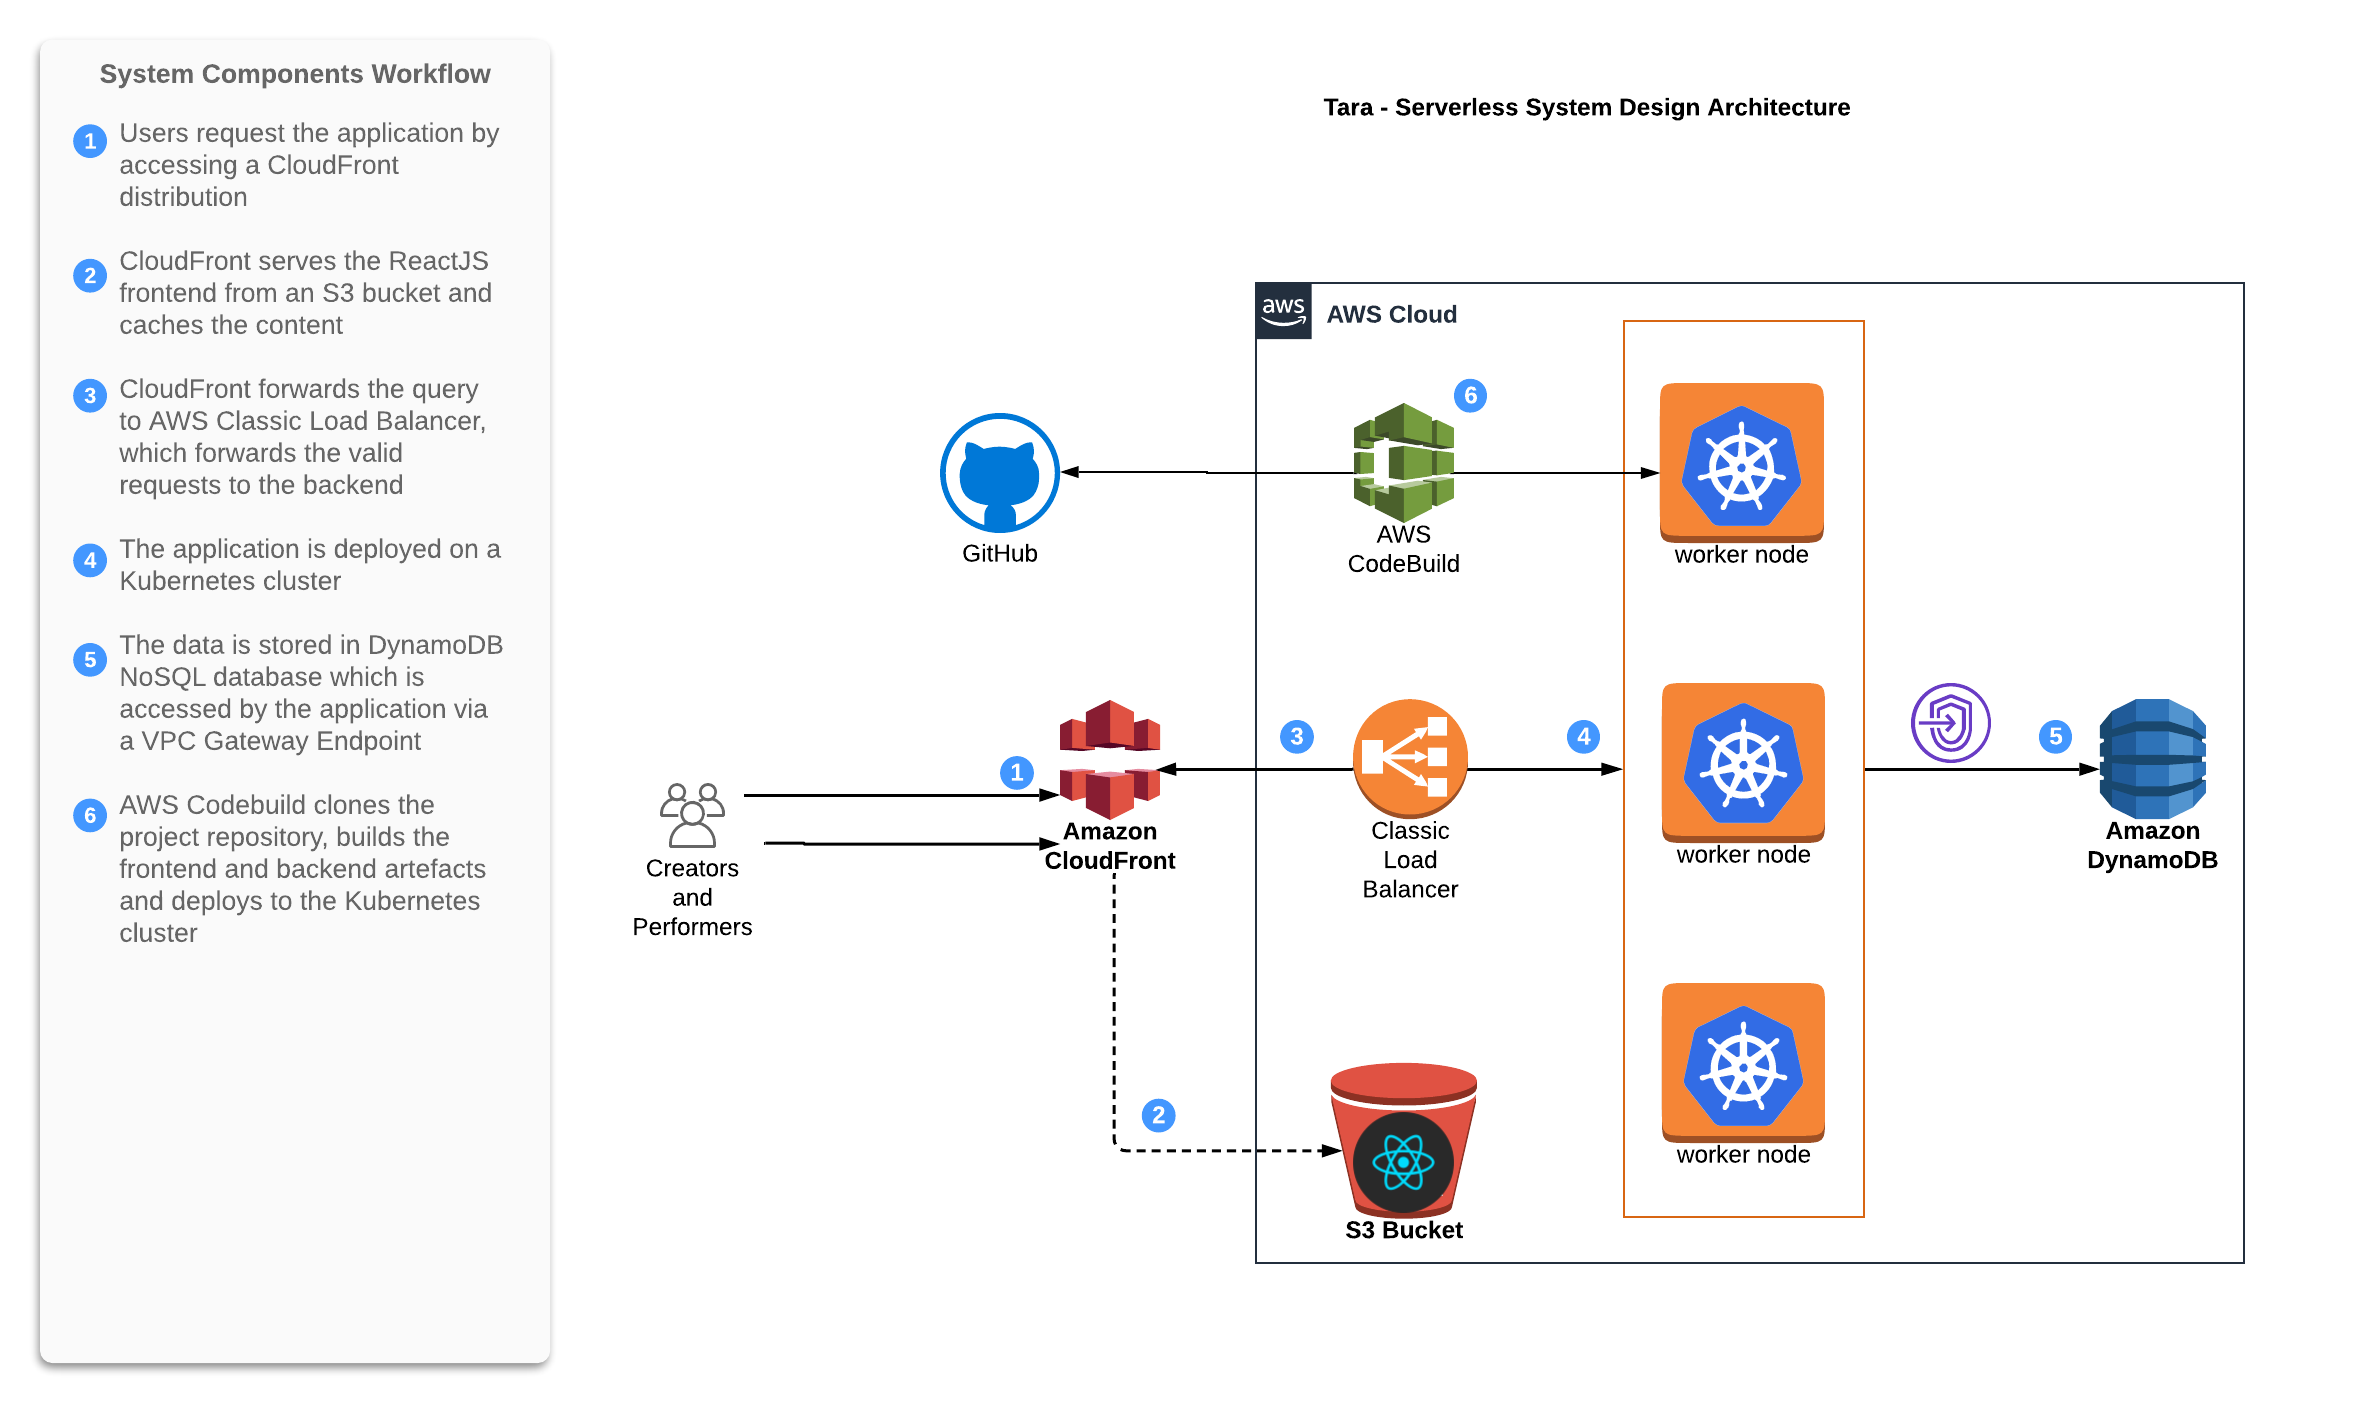 System Components Workflow
1 Users request the application by
accessing a CloudFront
distribution
2 CloudFront serves the ReactJS
frontend from an S3 bucket and
caches the content
3 CloudFront forwards the query
to AWS Classic Load Balancer,
which forwards the valid
requests to the backend
4 The application is deployed on a
Kubernetes cluster
5 The data is stored in DynamoDB
NoSQL database which is
accessed by the application via
a VPC Gateway Endpoint
6 AWS Codebuild clones the
project repository, builds the
frontend and backend artefacts
and deploys to the Kubernetes
cluster
Tara - Serverless System Design Architecture
aws
AWS Cloud
6
GitHub
AWS
CodeBuild
worker node
1
3
4
5
Creators
and
Performers
Amazon
CloudFront
Classic
Load
Balancer
worker node
Amazon
DynamoDB
2
S3 Bucket
worker node